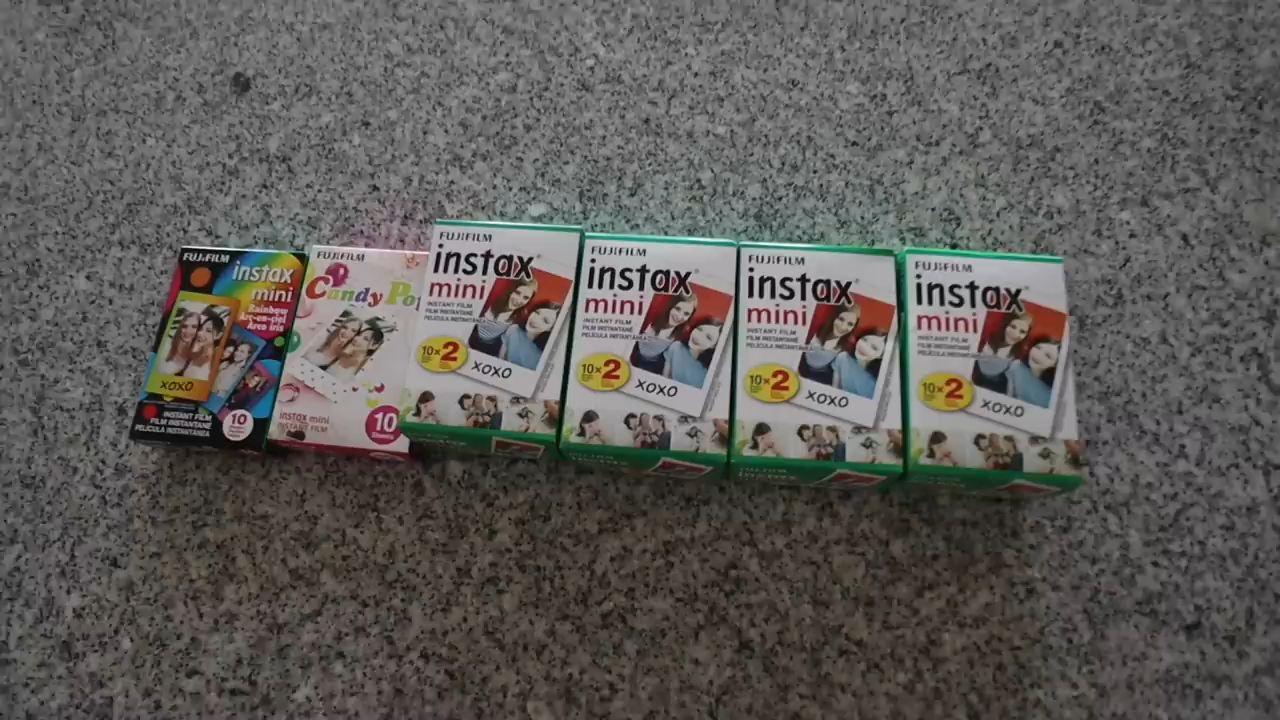 FUJIFILM
instax
mini
Rainbow
Arc-en-ciel
Arco iris
XOXO
INSTANT FILM
FILM INSTANTANÉ
PELÍCULA INSTANTÁNEA
10
FUJIFILM
Candy Po
instax mini
INSTANT FILM
10
Sheets
FUJIFILM
instax
mini
INSTANT FILM
FILM INSTANTANÉ
PELÍCULA INSTANTÁNEA
10×2
XOXO
FUJIFILM
instax
mini
INSTANT FILM
FILM INSTANTANÉ
PELÍCULA INSTANTÁNEA
10×2
XOXO
FUJIFILM
instax
mini
INSTANT FILM
FILM INSTANTANÉ
PELÍCULA INSTANTÁNEA
10×2
XOXO
FUJIFILM
instax
mini
INSTANT FILM
FILM INSTANTANÉ
PELÍCULA INSTANTÁNEA
10×2
XOXO